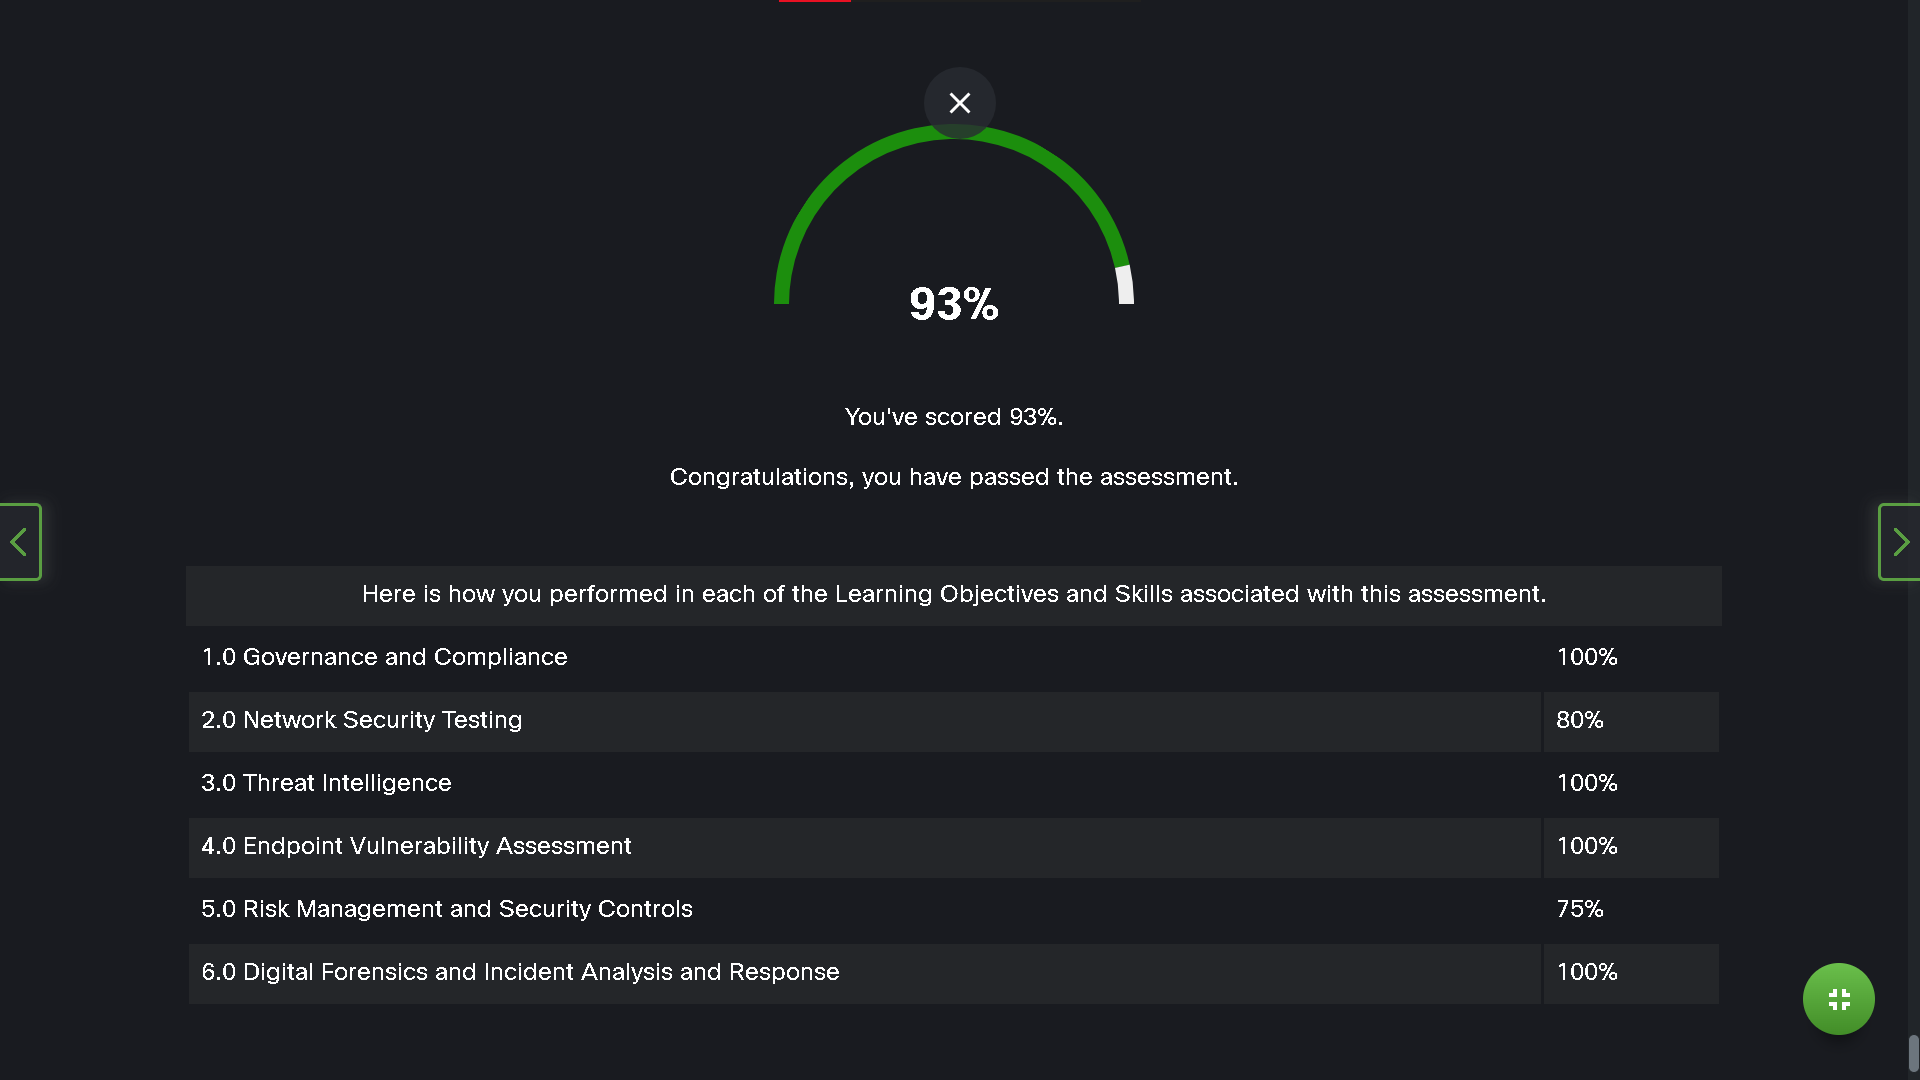 93%
You've scored 93%.
Congratulations, you have passed the assessment.
Here is how you performed in each of the Learning Objectives and Skills associated with this assessment.
1.0 Governance and Compliance 100%
2.0 Network Security Testing 80%
3.0 Threat Intelligence 100%
4.0 Endpoint Vulnerability Assessment 100%
5.0 Risk Management and Security Controls 75%
6.0 Digital Forensics and Incident Analysis and Response 100%